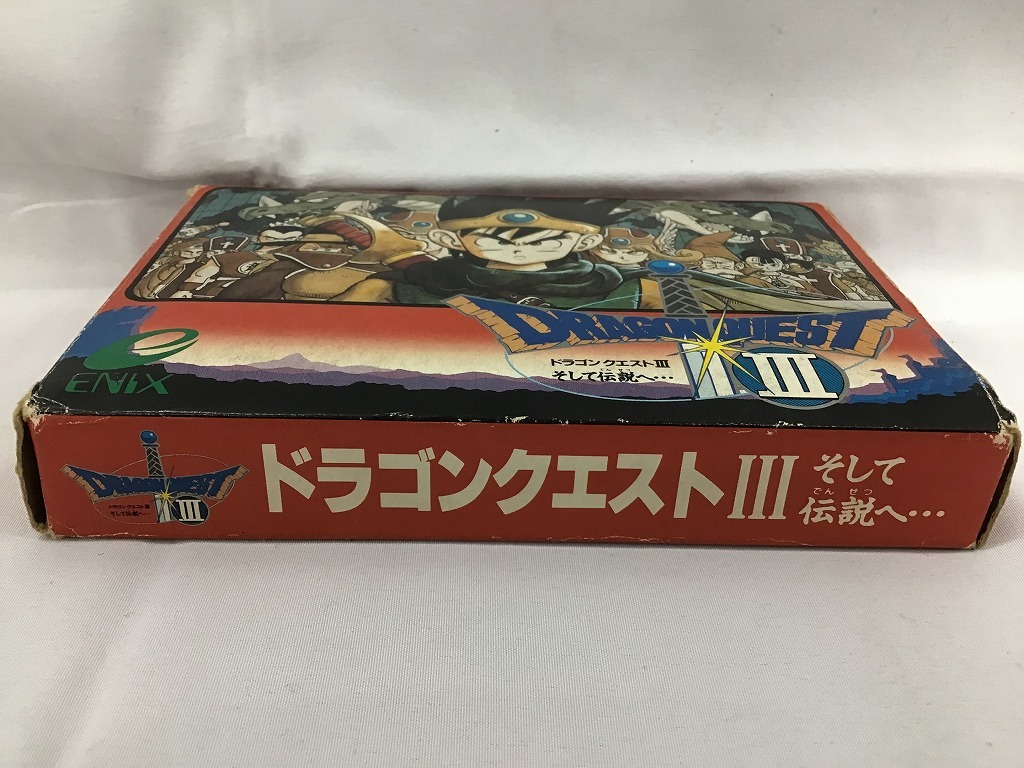 DRAGON QUEST
III
ドラゴンクエストIII
そして伝説へ…
ENIX
DRAGON QUEST
III
ドラゴンクエストIII
そして伝説へ…
ドラゴンクエストIII
そして
でんせつ
伝説へ…